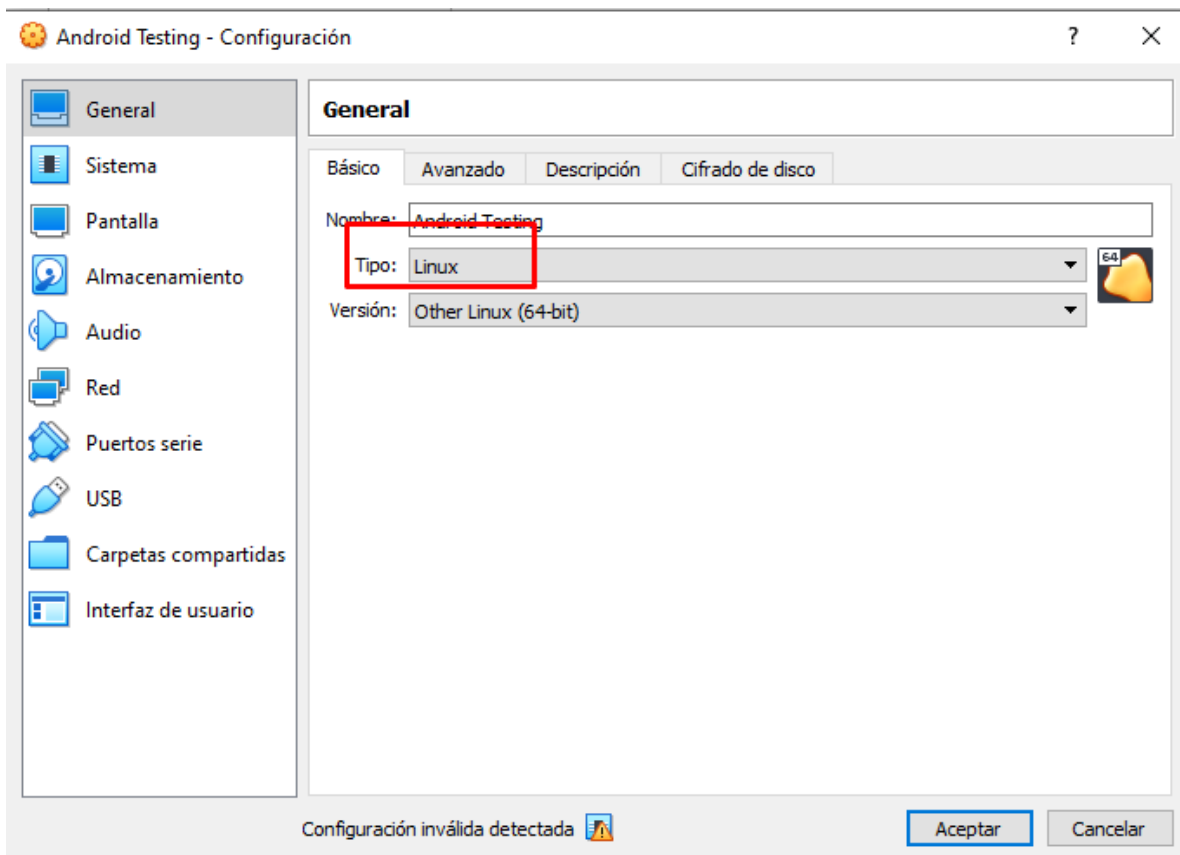 Android Testing - Configuración ?
General
Sistema
Pantalla
Almacenamiento
Audio
Red
Puertos serie
USB
Carpetas compartidas
Interfaz de usuario
General
Básico Avanzado Descripción Cifrado de disco
Nombre: Android Testing
Tipo: Linux
64
Versión: Other Linux (64-bit)
Configuración inválida detectada Aceptar Cancelar